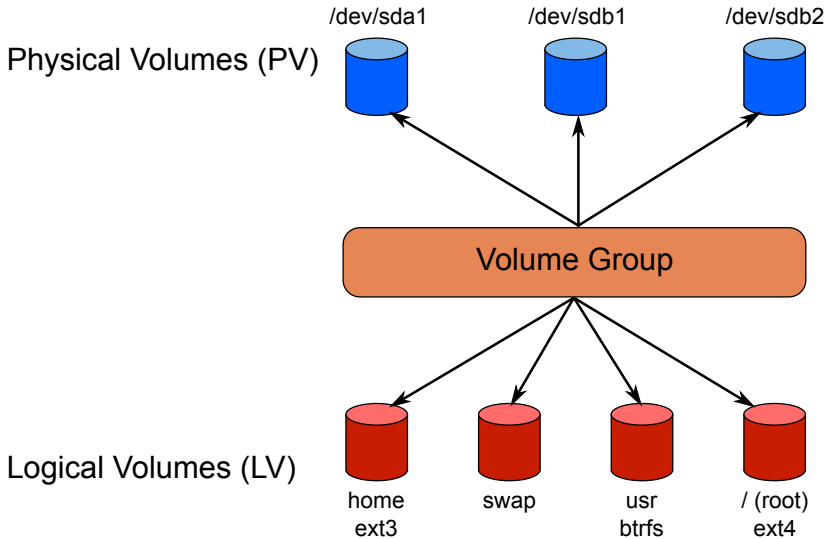 /dev/sda1
/dev/sdb1
/dev/sdb2
Physical Volumes (PV)
Volume Group
Logical Volumes (LV)
home
ext3
swap
usr
btrfs
/ (root)
ext4